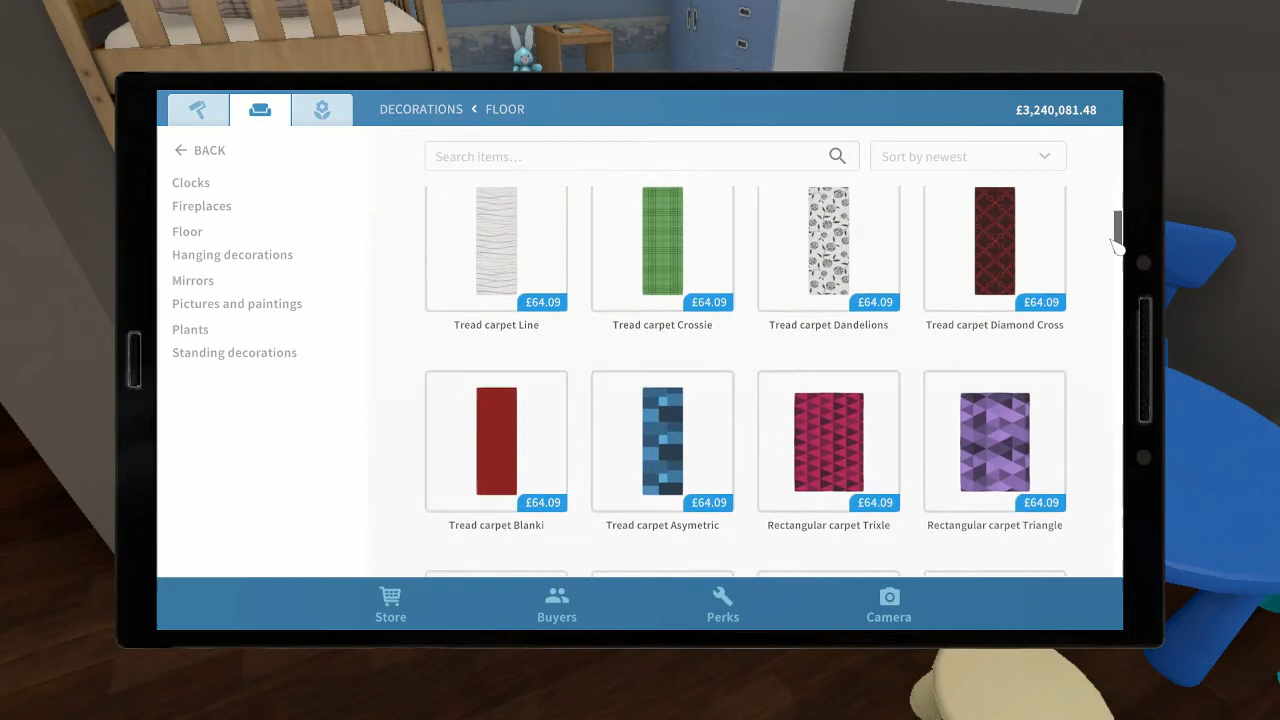 DECORATIONS < FLOOR
£3,240,081.48
BACK
Search items...
Sort by newest
Clocks
Fireplaces
Floor
Hanging decorations
Mirrors
Pictures and paintings
Plants
Standing decorations
£64.09 £64.09 £64.09 £64.09
Tread carpet Line Tread carpet Crossie Tread carpet Dandelions Tread carpet Diamond Cross
£64.09 £64.09 £64.09 £64.09
Tread carpet Blanki Tread carpet Asymetric Rectangular carpet Trixle Rectangular carpet Triangle
Store Buyers Perks Camera